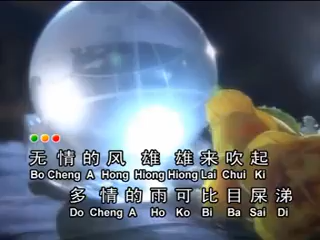 无 情 的 风 雄 雄 来 吹 起
Bo Cheng A Hong Hiong Hiong Lai Chui Ki
多 情 的 雨 可 比 目 屎 涕
Do Cheng A Ho Ko Bi Ba Sai Di